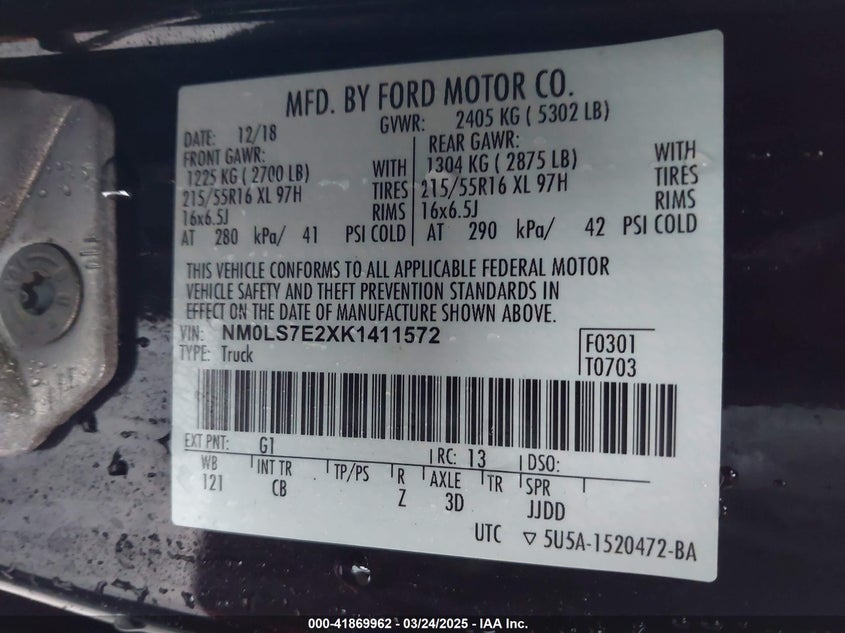 MFD. BY FORD MOTOR CO.
DATE: 12/18 GVWR: 2405 KG ( 5302 LB)
FRONT GAWR: REAR GAWR:
1225 KG ( 2700 LB) WITH 1304 KG ( 2875 LB) WITH
215/55R16 XL 97H TIRES 215/55R16 XL 97H TIRES
16x6.5J RIMS 16x6.5J RIMS
AT 280 kPa/ 41 PSI COLD AT 290 kPa/ 42 PSI COLD
THIS VEHICLE CONFORMS TO ALL APPLICABLE FEDERAL MOTOR
VEHICLE SAFETY AND THEFT PREVENTION STANDARDS IN
EFFECT ON THE DATE OF MANUFACTURE SHOWN ABOVE.
VIN: NM0LS7E2XK1411572 F0301
TYPE: Truck T0703
EXT PNT: G1 RC: 13 DSO:
WB INT TR TP/PS R AXLE TR SPR
121 CB Z 3D JJDD
UTC ▽ 5U5A-1520472-BA
000-41869962 - 03/24/2025 - IAA Inc.